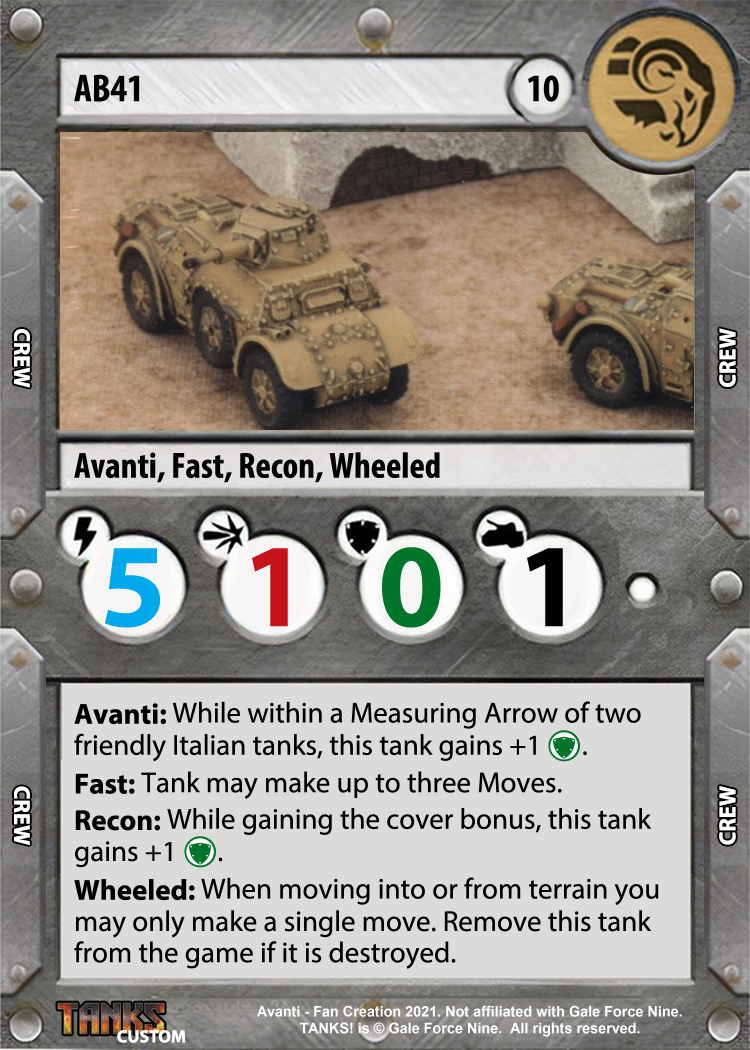 AB41
10
CREW
CREW
Avanti, Fast, Recon, Wheeled
5 1 0 1
Avanti: While within a Measuring Arrow of two
friendly Italian tanks, this tank gains +1 .
Fast: Tank may make up to three Moves.
Recon: While gaining the cover bonus, this tank
gains +1 .
Wheeled: When moving into or from terrain you
may only make a single move. Remove this tank
from the game if it is destroyed.
CREW
CREW
TANKS
CUSTOM
Avanti - Fan Creation 2021. Not affiliated with Gale Force Nine.
TANKS! is © Gale Force Nine. All rights reserved.